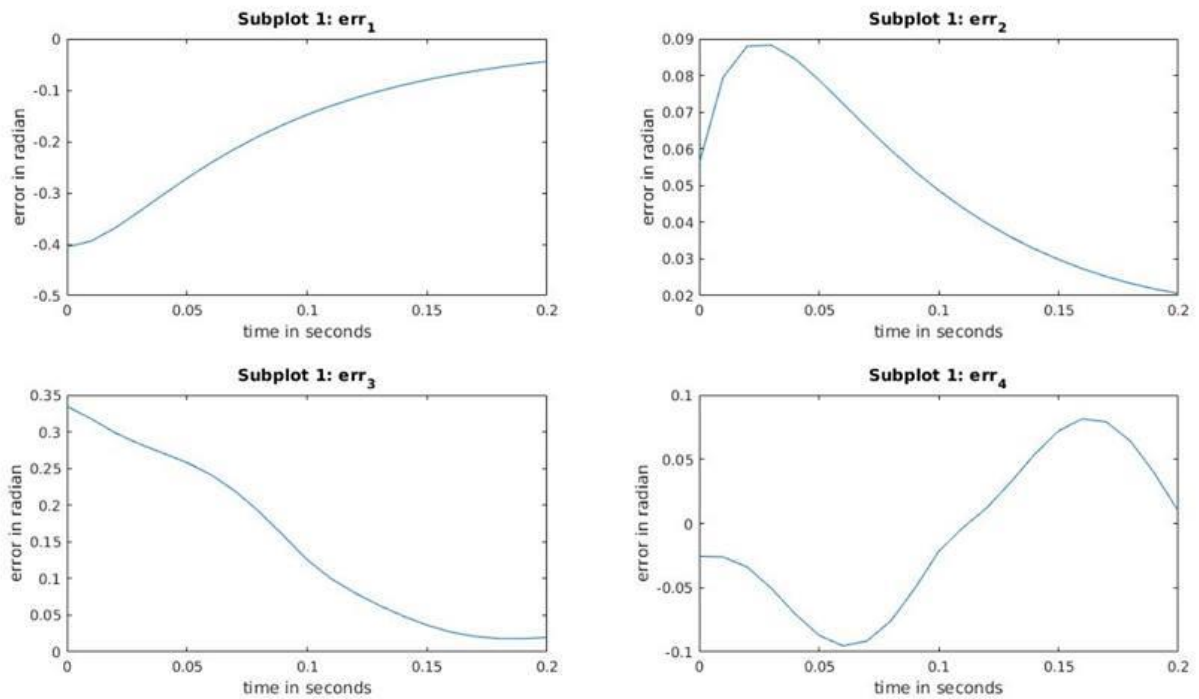 Subplot 1: err1
0
-0.1
-0.2
-0.3
-0.4
-0.5
error in radian
0 0.05 0.1 0.15 0.2
time in seconds
Subplot 1: err2
0.09
0.08
0.07
0.06
0.05
0.04
0.03
0.02
error in radian
0 0.05 0.1 0.15 0.2
time in seconds
Subplot 1: err3
0.35
0.3
0.25
0.2
0.15
0.1
0.05
0
error in radian
0 0.05 0.1 0.15 0.2
time in seconds
Subplot 1: err4
0.1
0.05
0
-0.05
-0.1
error in radian
0 0.05 0.1 0.15 0.2
time in seconds